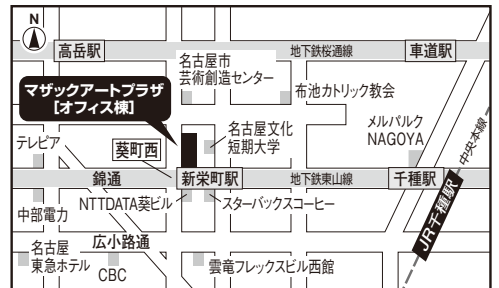 N
高岳駅
地下鉄桜通線
車道駅
名古屋市
芸術創造センター
マザックアートプラザ
[オフィス棟]
布池カトリック教会
メルパルク
NAGOYA
中央本線
名古屋文化
短期大学
テレピア
葵町西
錦通
新栄町駅
地下鉄東山線
千種駅
NTTDATA葵ビル
スターバックスコーヒー
中部電力
JR千種駅
広小路通
名古屋
東急ホテル
CBC
雲竜フレックスビル西館